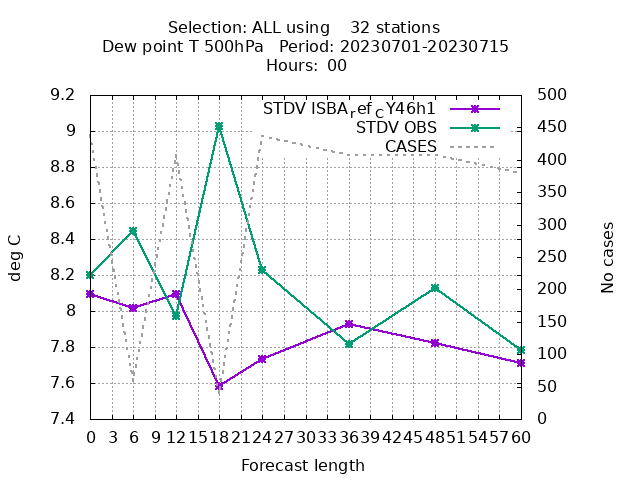 Selection: ALL using    32 stations
Dew point T 500hPa   Period: 20230701-20230715
Hours: 00
STDV ISBA_ref_CY46h1
STDV OBS
CASES
9.2
9
8.8
8.6
8.4
8.2
8
7.8
7.6
7.4
deg C
500
450
400
350
300
250
200
150
100
50
0
No cases
0 3 6 9 12 15 18 21 24 27 30 33 36 39 42 45 48 51 54 57 60
Forecast length